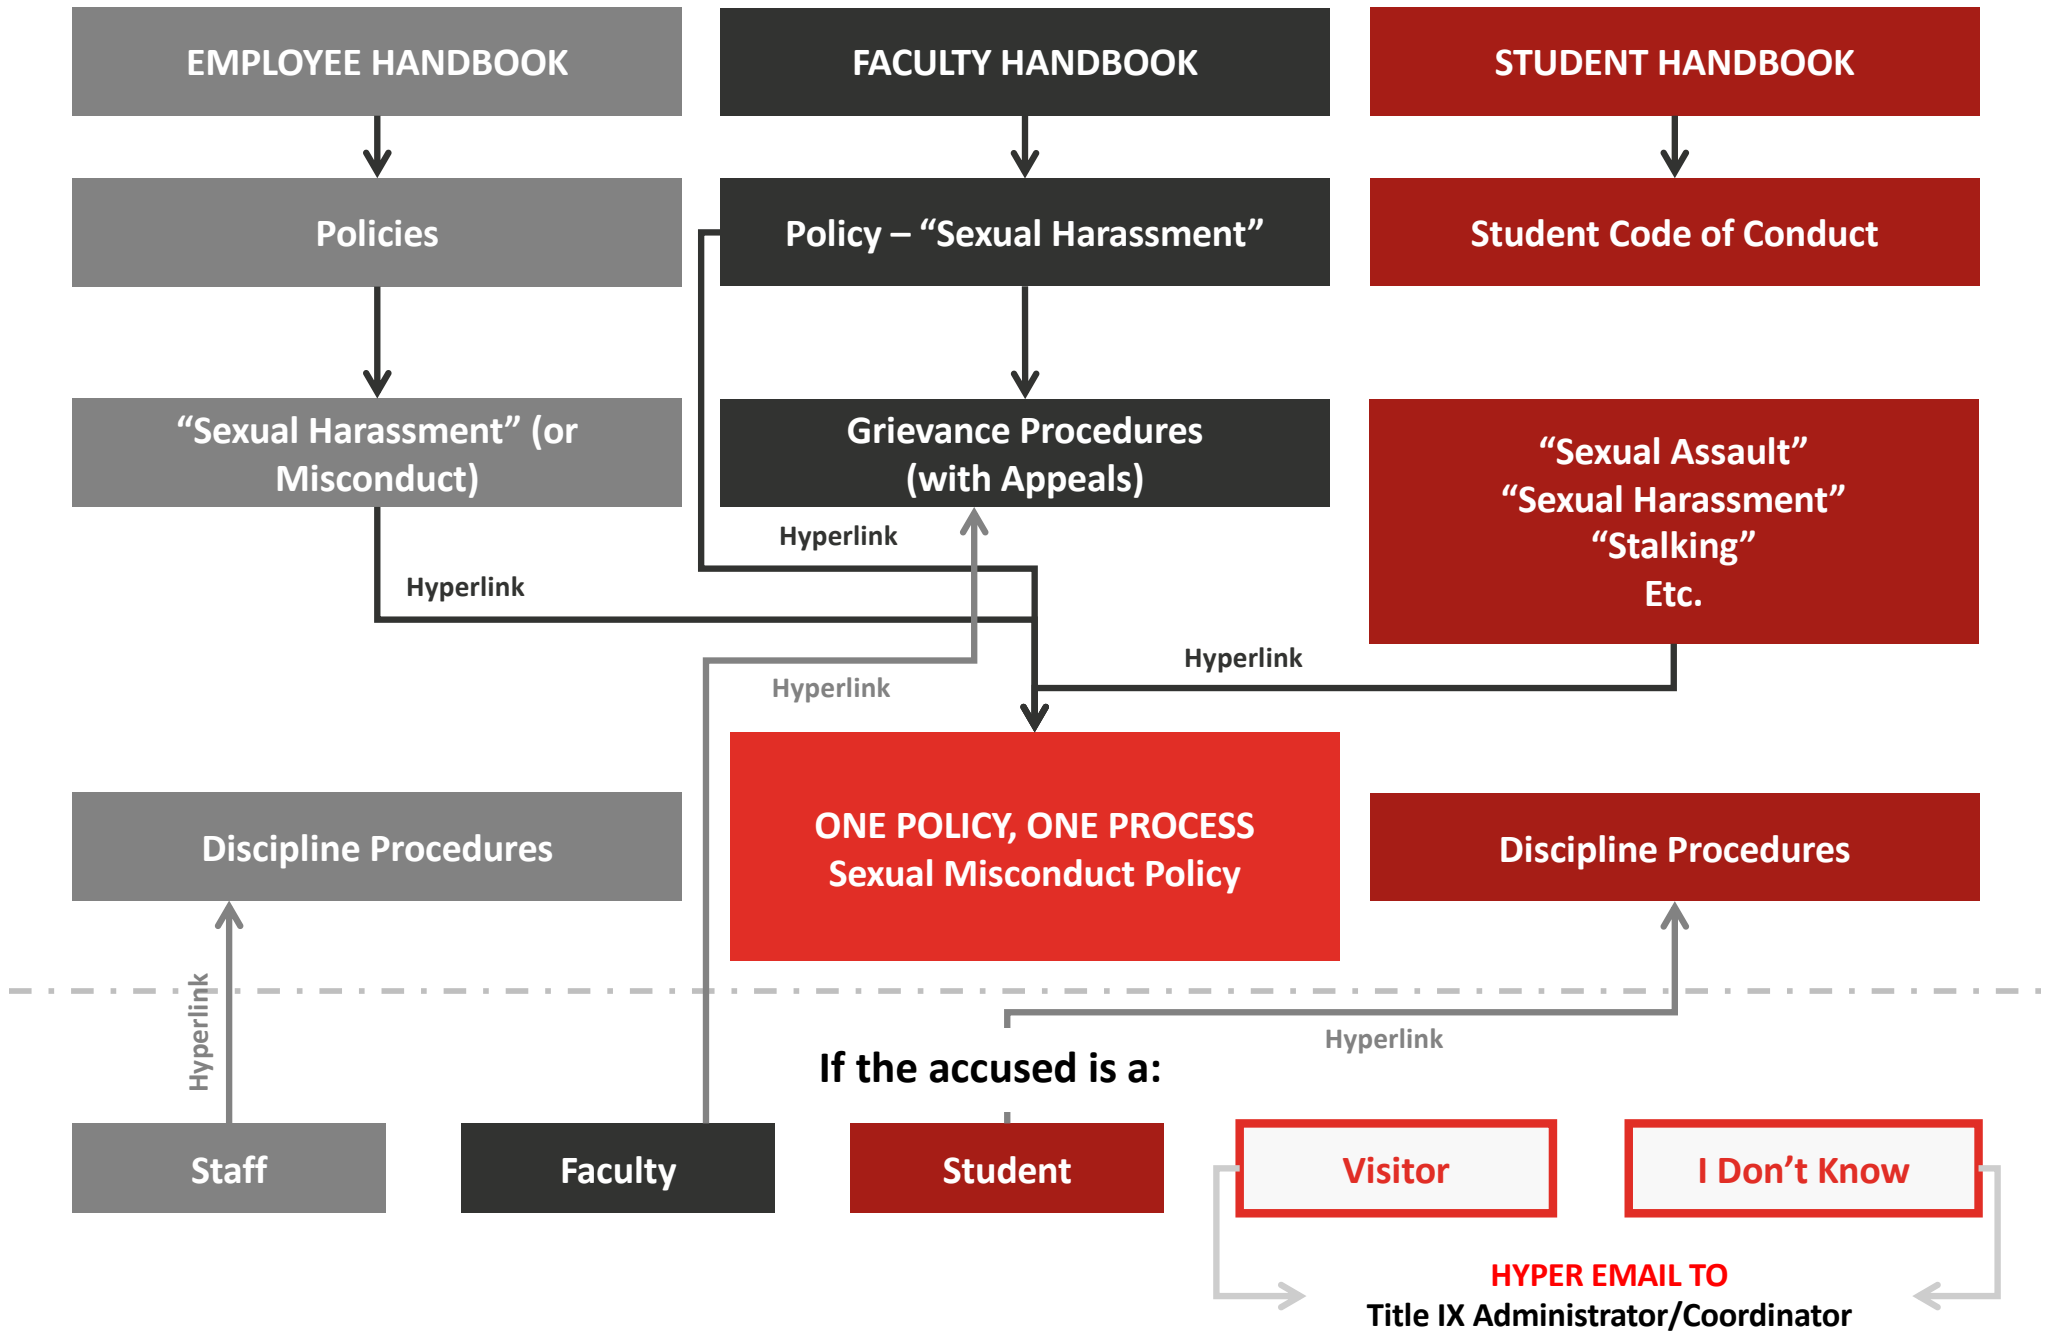 EMPLOYEE HANDBOOK
FACULTY HANDBOOK
STUDENT HANDBOOK
Policies
Policy – “Sexual Harassment”
Student Code of Conduct
“Sexual Harassment” (or
Misconduct)
Grievance Procedures
(with Appeals)
“Sexual Assault”
“Sexual Harassment”
“Stalking”
Etc.
Hyperlink
Hyperlink
Hyperlink
Hyperlink
Discipline Procedures
ONE POLICY, ONE PROCESS
Sexual Misconduct Policy
Discipline Procedures
Hyperlink
Hyperlink
If the accused is a:
Staff
Faculty
Student
Visitor
I Don’t Know
HYPER EMAIL TO
Title IX Administrator/Coordinator